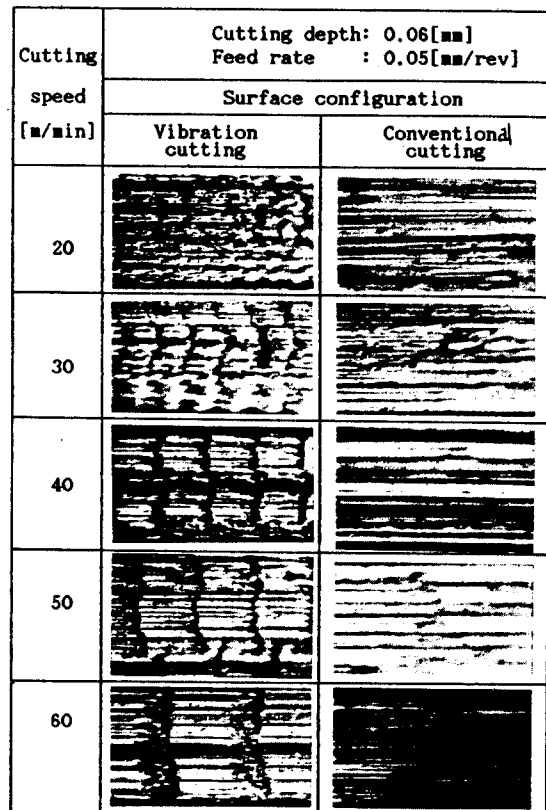 Cutting speed [m/min]
Cutting depth: 0.06[mm]
Feed rate : 0.05[mm/rev]
Surface configuration
Vibration cutting
Conventional cutting
20
30
40
50
60